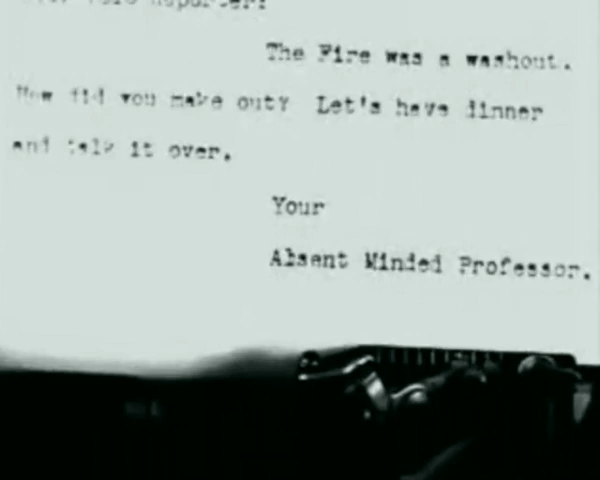 Reporter:
The Fire was a washout.
How did you make out? Let's have dinner
and talk it over.
Your
Absent Minded Professor.